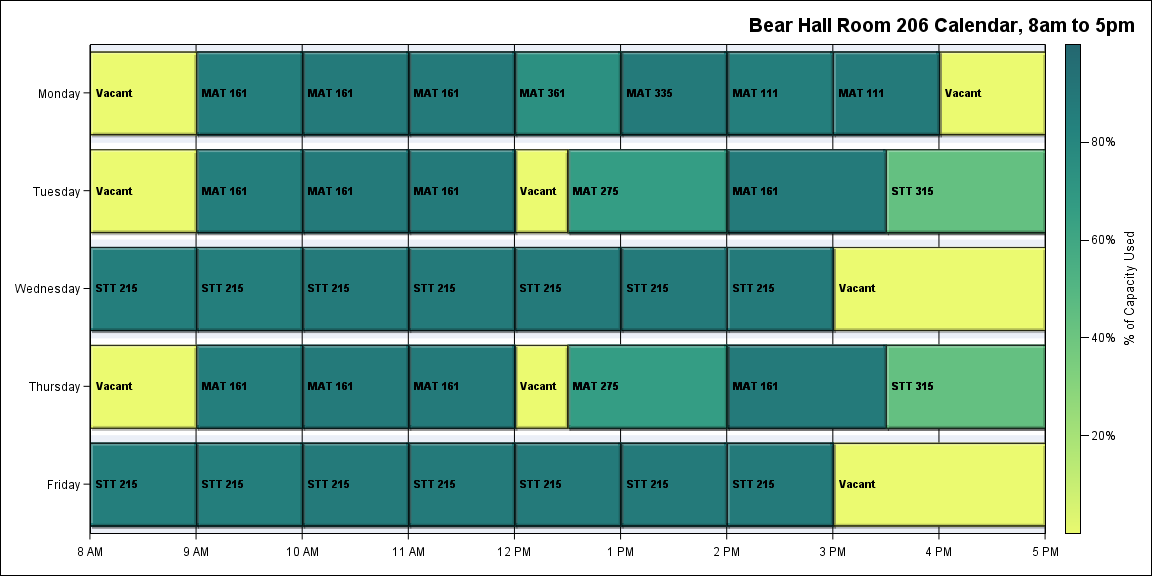 Bear Hall Room 206 Calendar, 8am to 5pm
Monday
Vacant
MAT 161
MAT 161
MAT 161
MAT 361
MAT 335
MAT 111
MAT 111
Vacant
Tuesday
Vacant
MAT 161
MAT 161
MAT 161
Vacant
MAT 275
MAT 161
STT 315
Wednesday
STT 215
STT 215
STT 215
STT 215
STT 215
STT 215
STT 215
Vacant
Thursday
Vacant
MAT 161
MAT 161
MAT 161
Vacant
MAT 275
MAT 161
STT 315
Friday
STT 215
STT 215
STT 215
STT 215
STT 215
STT 215
STT 215
Vacant
8 AM
9 AM
10 AM
11 AM
12 PM
1 PM
2 PM
3 PM
4 PM
5 PM
80%
60%
40%
20%
% of Capacity Used